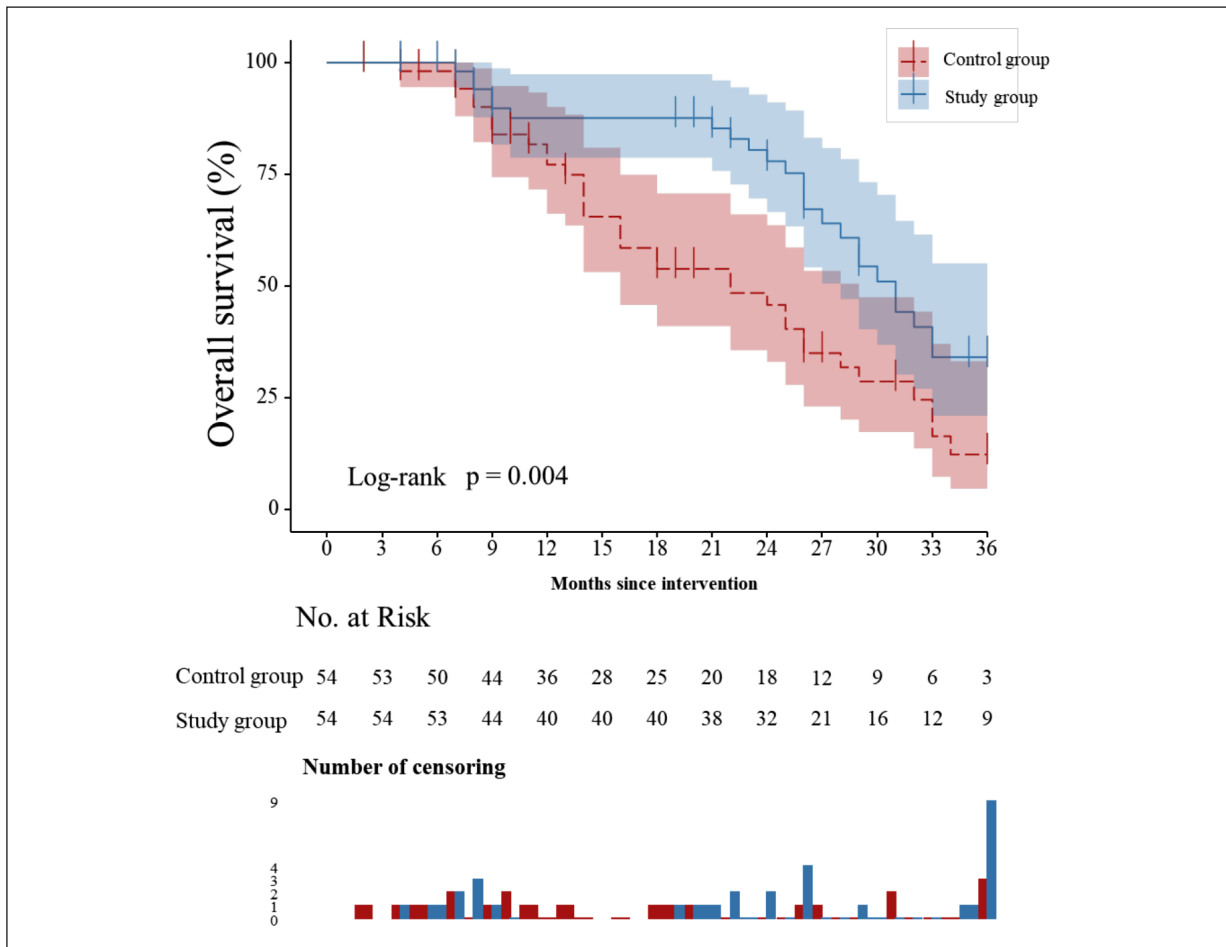 Control group
Study group
Overall survival (%)
100
75
50
25
0
Log-rank p = 0.004
0 3 6 9 12 15 18 21 24 27 30 33 36
Months since intervention
No. at Risk
Control group 54 53 50 44 36 28 25 20 18 12 9 6 3
Study group 54 54 53 44 40 40 40 38 32 21 16 12 9
Number of censoring
9
4
3
2
1
0